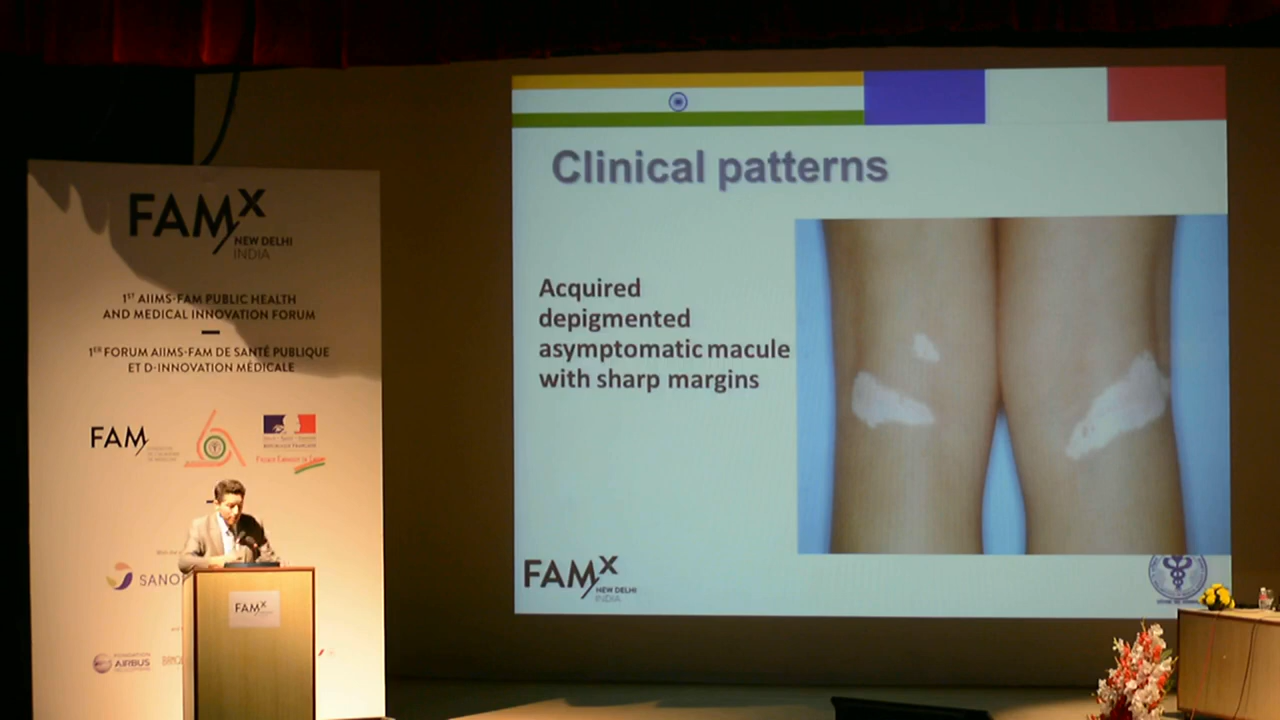 FAMx
NEW DELHI
INDIA
1ST AIIMS-FAM PUBLIC HEALTH
AND MEDICAL INNOVATION FORUM
1ER FORUM AIIMS-FAM DE SANTÉ PUBLIQUE
ET D-INNOVATION MÉDICALE
FAM
SANO
FAMx
AIRBUS
Clinical patterns
Acquired
depigmented
asymptomatic macule
with sharp margins
FAMx
NEW DELHI
INDIA